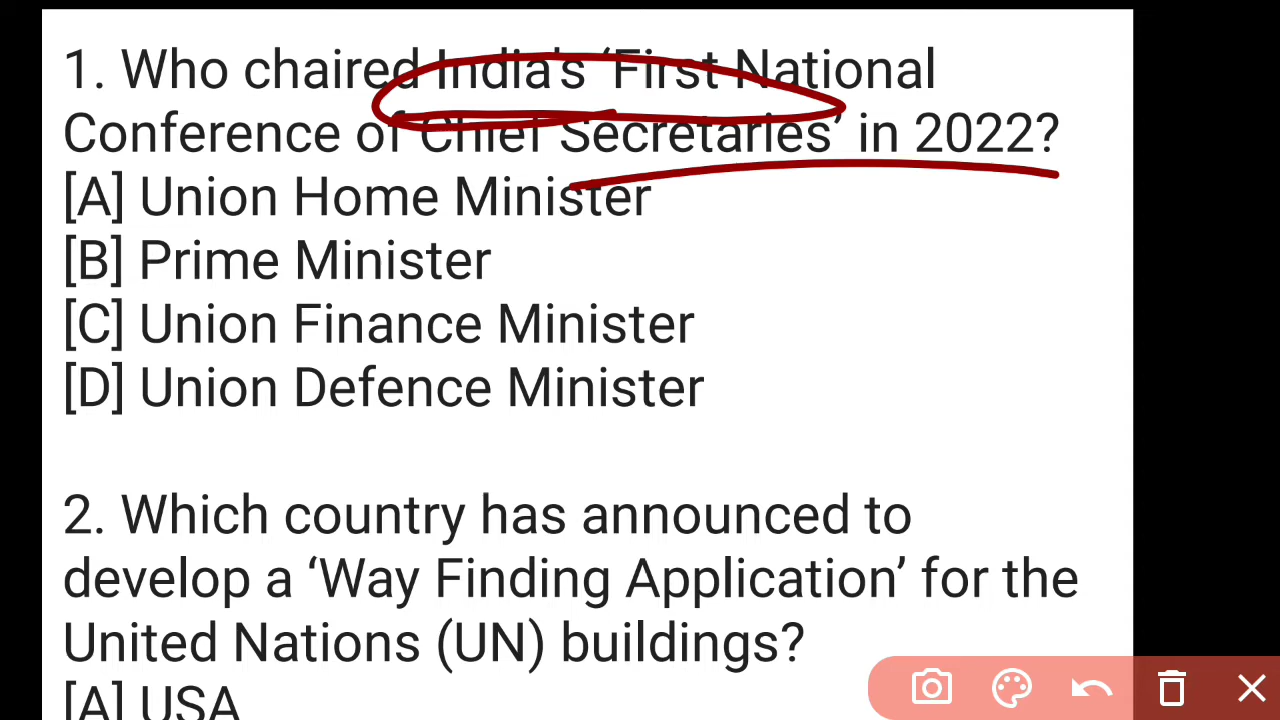 1. Who chaired India's ‘First National
Conference of Chief Secretaries’ in 2022?
[A] Union Home Minister
[B] Prime Minister
[C] Union Finance Minister
[D] Union Defence Minister
2. Which country has announced to
develop a ‘Way Finding Application’ for the
United Nations (UN) buildings?
[A] USA